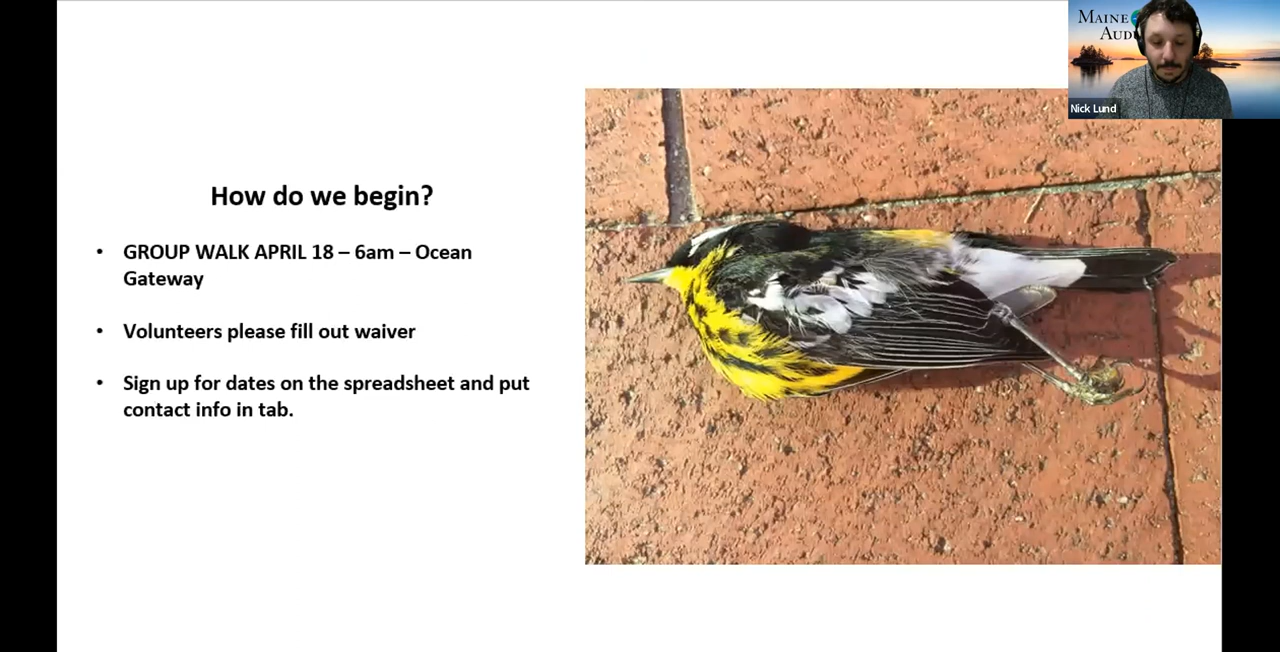 How do we begin?
• GROUP WALK APRIL 18 – 6am – Ocean
Gateway
• Volunteers please fill out waiver
• Sign up for dates on the spreadsheet and put
contact info in tab.
MAINE
AUDU
Nick Lund